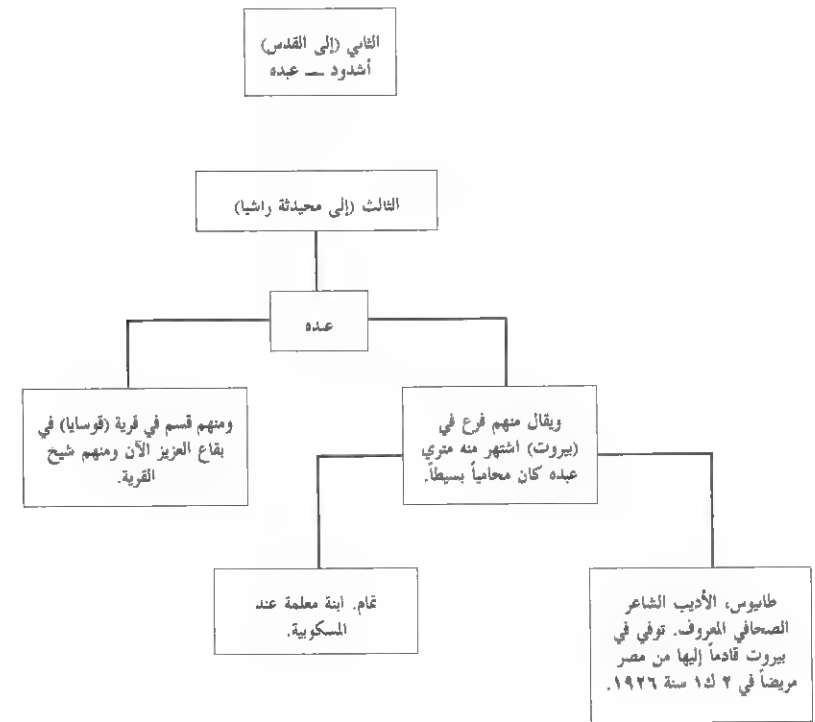 الثاني (إلى القدس)
أشدود — عبده
الثالث (إلى محيدثة راشيا)
عبده
ويقال منهم فرع في
(بيروت) اشتهر منه متري
عبده كان محامياً بسيطاً.
ومنهم قسم في قرية (قوسايا) في
بقاع العزيز الآن ومنهم شيخ
القرية.
تمام. ابنة معلمة عند
المسكوبية.
طانيوس، الأديب الشاعر
الصحافي المعروف. توفي في
بيروت قادماً إليها من مصر
مريضاً في ٢ ك١ سنة ١٩٢٦.